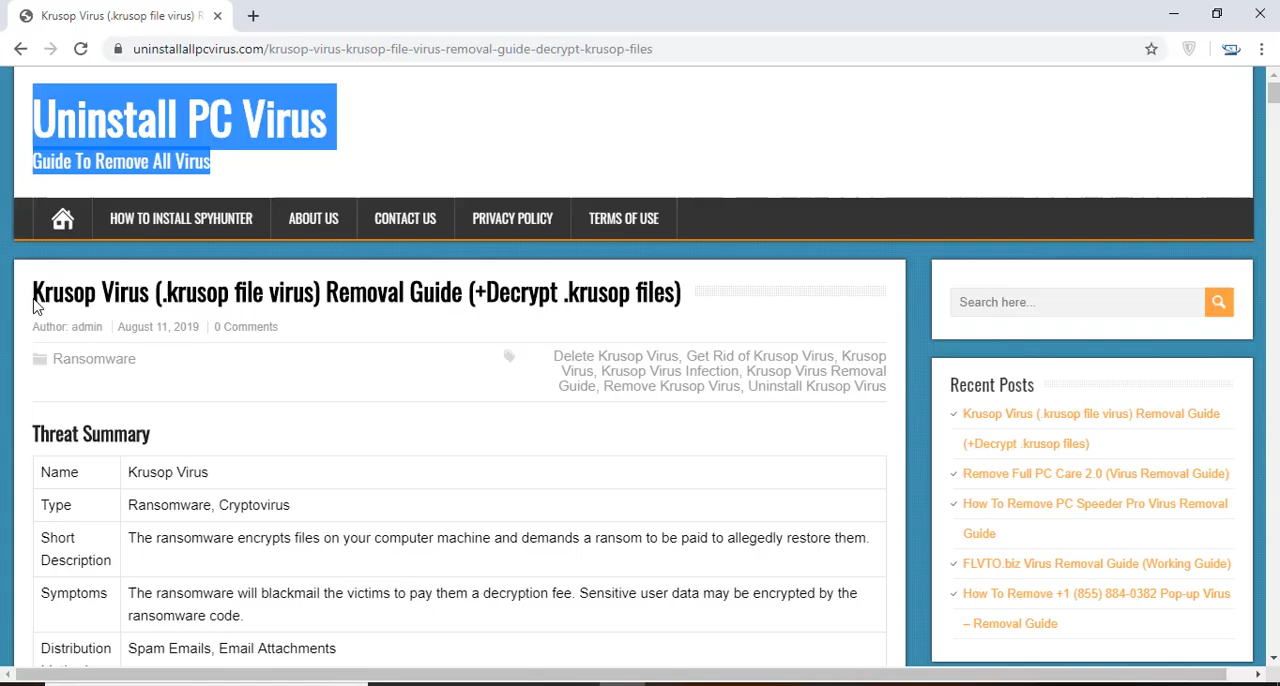 Krusop Virus (.krusop file virus) R
uninstallallpcvirus.com/krusop-virus-krusop-file-virus-removal-guide-decrypt-krusop-files
Uninstall PC Virus
Guide To Remove All Virus
HOW TO INSTALL SPYHUNTER
ABOUT US
CONTACT US
PRIVACY POLICY
TERMS OF USE
Krusop Virus (.krusop file virus) Removal Guide (+Decrypt .krusop files)
Author: admin
August 11, 2019
0 Comments
Ransomware
Delete Krusop Virus, Get Rid of Krusop Virus, Krusop
Virus, Krusop Virus Infection, Krusop Virus Removal
Guide, Remove Krusop Virus, Uninstall Krusop Virus
Threat Summary
Name
Krusop Virus
Type
Ransomware, Cryptovirus
Short
Description
The ransomware encrypts files on your computer machine and demands a ransom to be paid to allegedly restore them.
Symptoms
The ransomware will blackmail the victims to pay them a decryption fee. Sensitive user data may be encrypted by the
ransomware code.
Distribution
Spam Emails, Email Attachments
Search here...
Recent Posts
Krusop Virus (.krusop file virus) Removal Guide
(+Decrypt .krusop files)
Remove Full PC Care 2.0 (Virus Removal Guide)
How To Remove PC Speeder Pro Virus Removal
Guide
FLVTO.biz Virus Removal Guide (Working Guide)
How To Remove +1 (855) 884-0382 Pop-up Virus
– Removal Guide